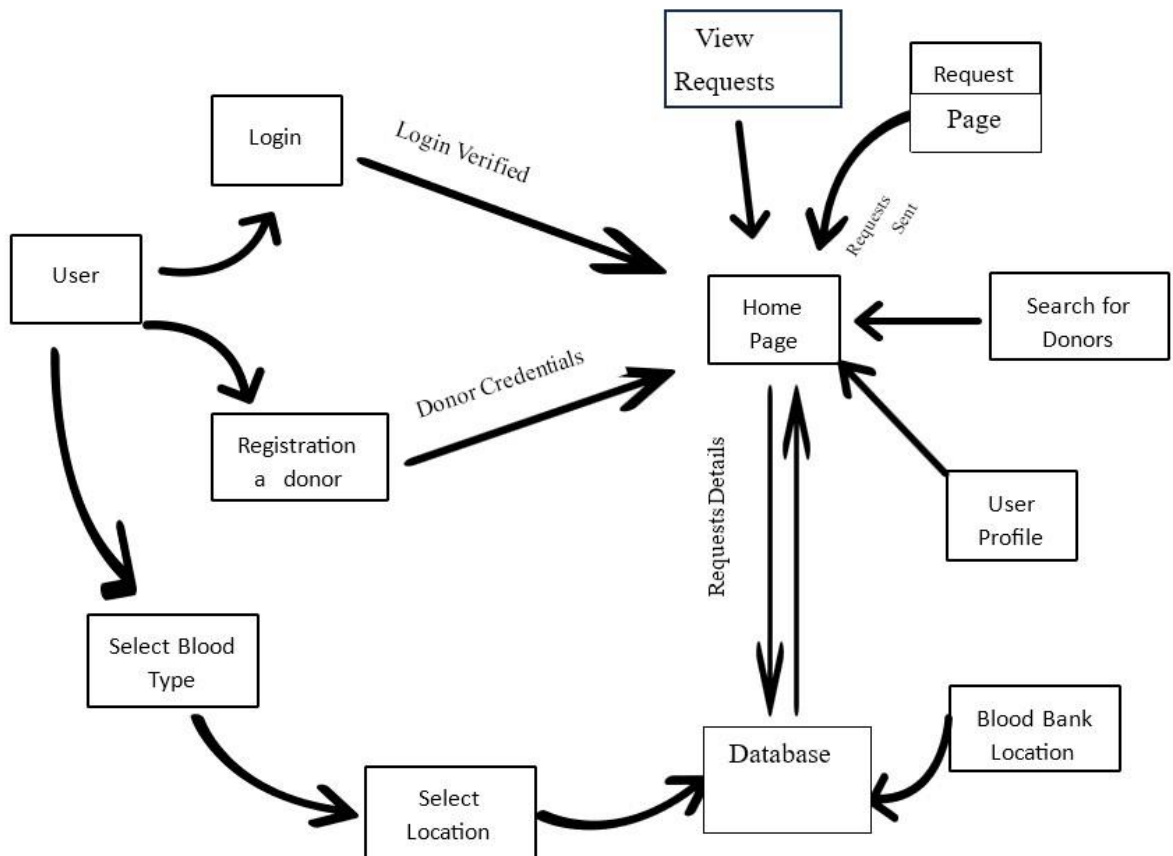 View
Requests
Request
Page
Login
Login Verified
Requests
Sent
User
Home
Page
Search for
Donors
Donor Credentials
Registration
a donor
Requests Details
User
Profile
Select Blood
Type
Blood Bank
Location
Database
Select
Location